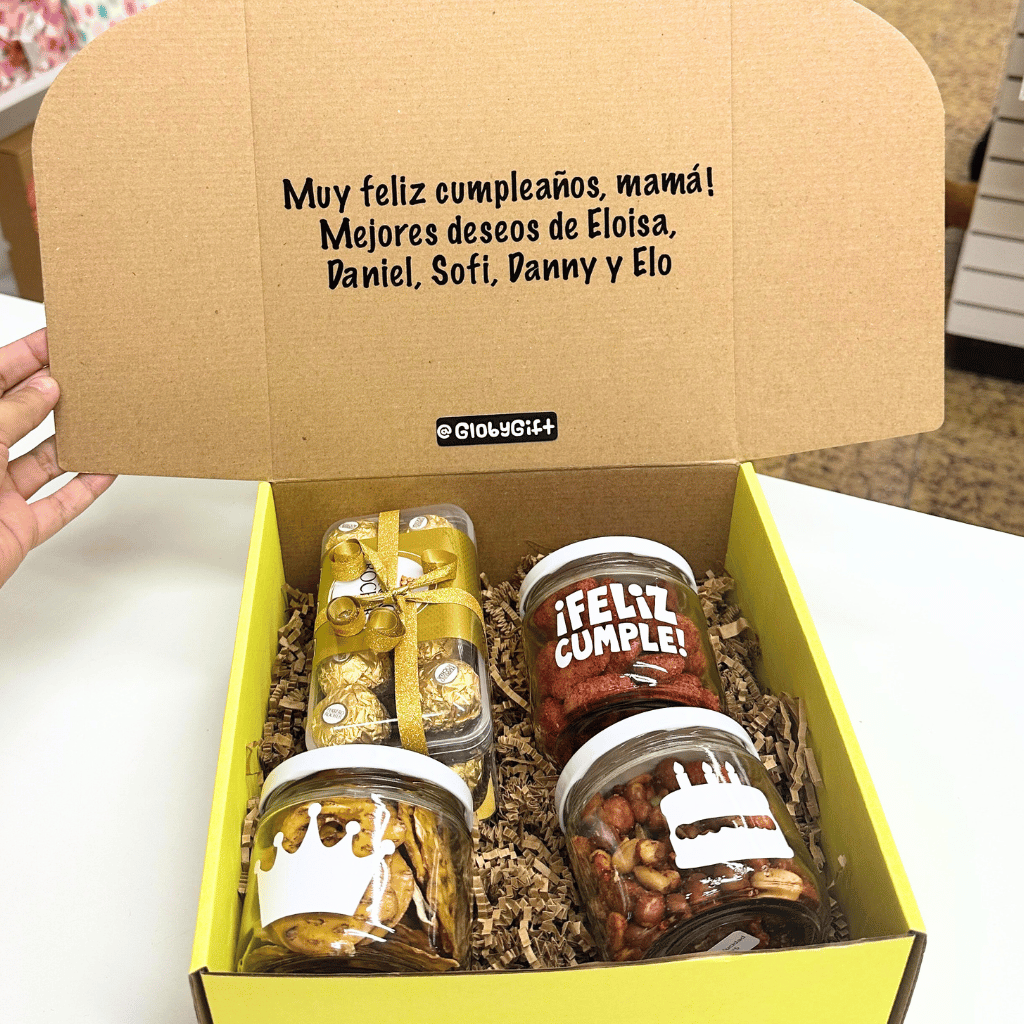 Muy feliz cumpleaños, mamá!
Mejores deseos de Eloisa,
Daniel, Sofi, Danny y Elo
@GlobyGift
¡FELiZ
CUMPLE!